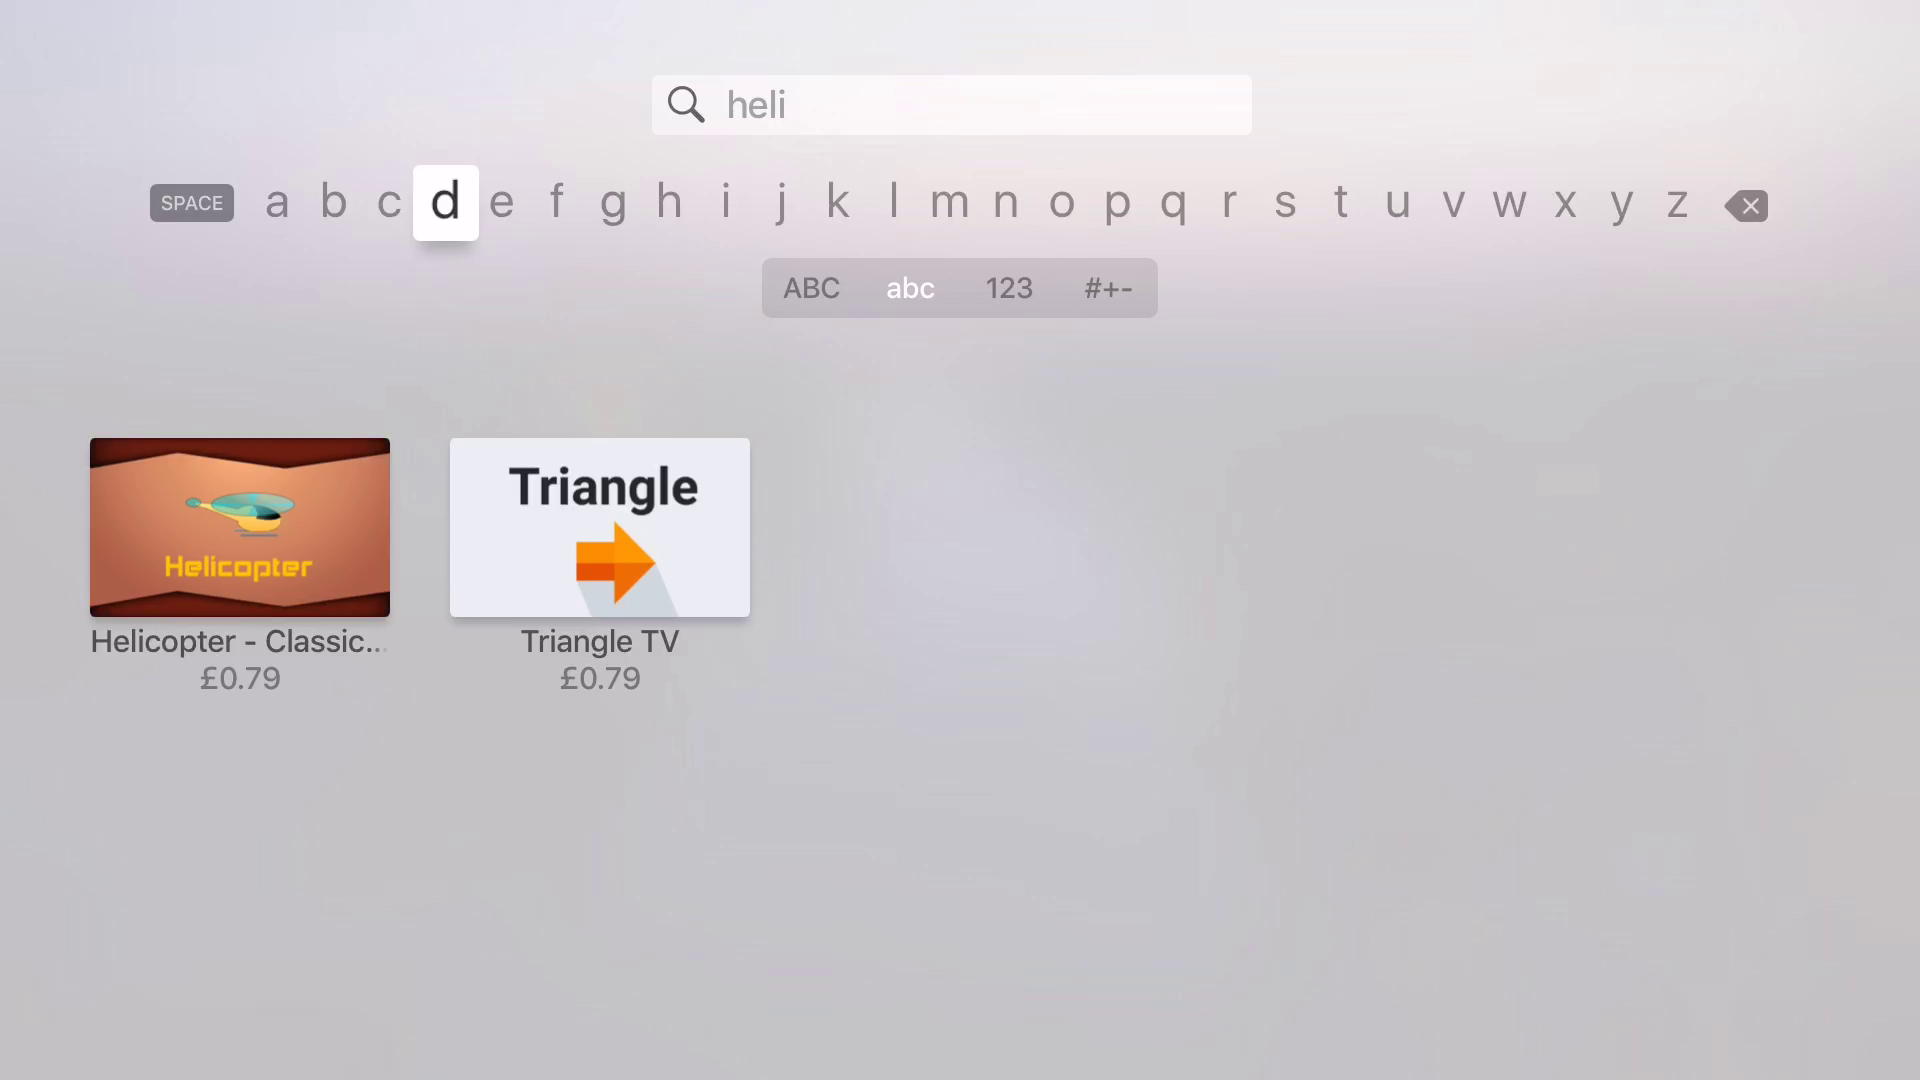 heli
SPACE a b c d e f g h i j k l m n o p q r s t u v w x y z
ABC abc 123 #+-
Helicopter
Triangle
Helicopter - Classic...
£0.79
Triangle TV
£0.79